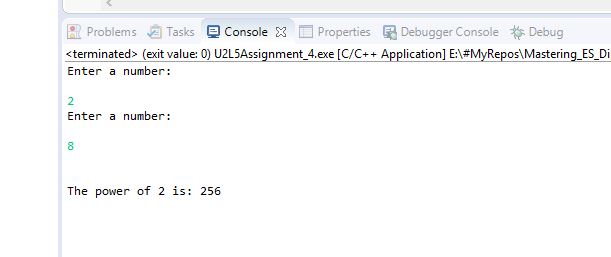 Problems Tasks Console Properties Debugger Console Debug
<terminated> (exit value: 0) U2L5Assignment_4.exe [C/C++ Application] E:\#MyRepos\Mastering_ES_Di
Enter a number:
2
Enter a number:
8
The power of 2 is: 256